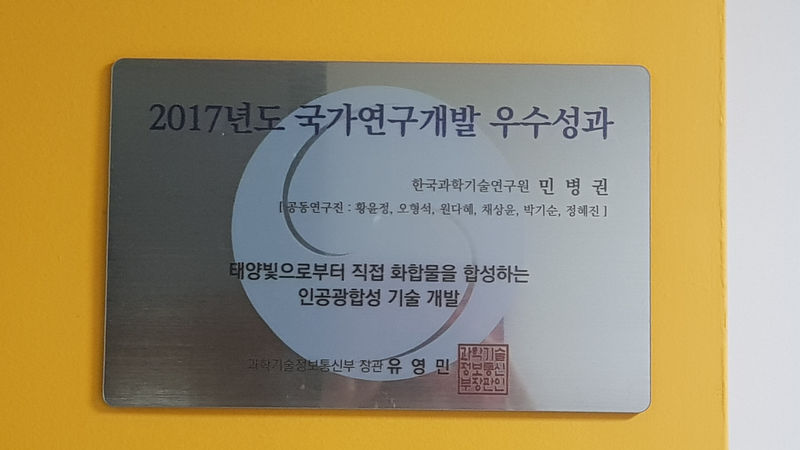 2017년도 국가연구개발 우수성과
한국과학기술연구원 민병권
[ 공동연구진 : 황윤정, 오형석, 원다혜, 채상윤, 박기순, 정혜진 ]
태양빛으로부터 직접 화합물을 합성하는
인공광합성 기술 개발
과학기술정보통신부 장관 유영민
과학기술
정보통신
부장관인